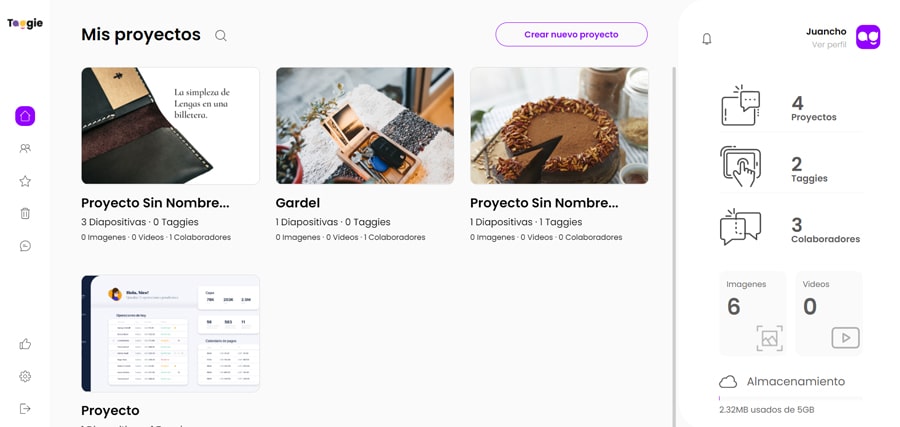 Taggie
Mis proyectos
Crear nuevo proyecto
Juancho
Ver perfil
La simpleza de
Lengas en una
billetera.
Proyecto Sin Nombre...
3 Diapositivas · 0 Taggies
0 Imagenes · 0 Videos · 1 Colaboradores
Gardel
1 Diapositivas · 0 Taggies
0 Imagenes · 0 Videos · 1 Colaboradores
Proyecto Sin Nombre...
1 Diapositivas · 1 Taggies
0 Imagenes · 0 Videos · 0 Colaboradores
Hola, Now!
Proyecto
4
Proyectos
2
Taggies
3
Colaboradores
Imagenes
6
Videos
0
Almacenamiento
2.32MB usados de 5GB